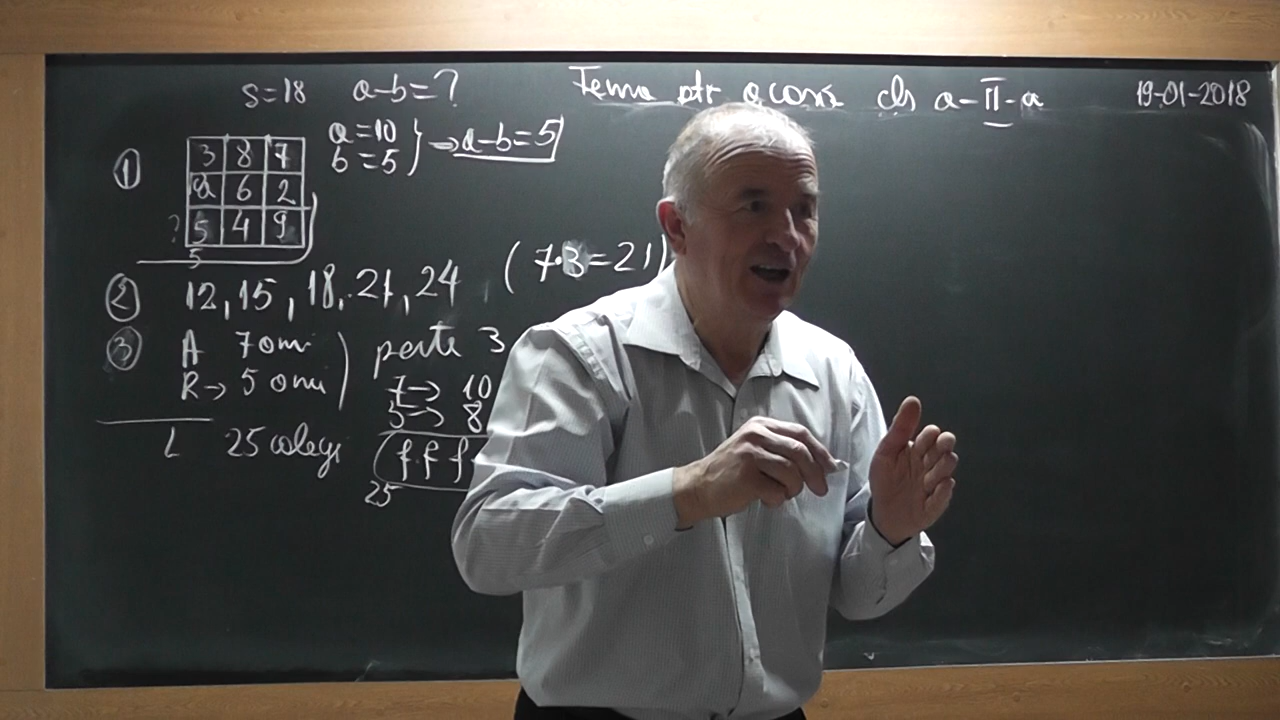 s=18 a-b=? Tema ptr acasă cls a-II-a 19-01-2018
a=10
b=5 } ⇒ a-b=5
1
3 8 7
a 6 2
? 5 4 9
5
2 12, 15, 18, 21, 24 (7·3=21)
3 A 7 ani
R→ 5 ani ) peste 3
7→ 10
5→ 8
25 colegi (f f f
25